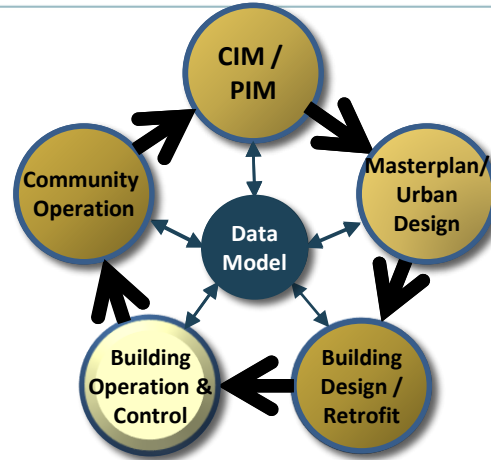 CIM /
PIM
Masterplan/
Urban
Design
Community
Operation
Data
Model
Building
Operation &
Control
Building
Design /
Retrofit